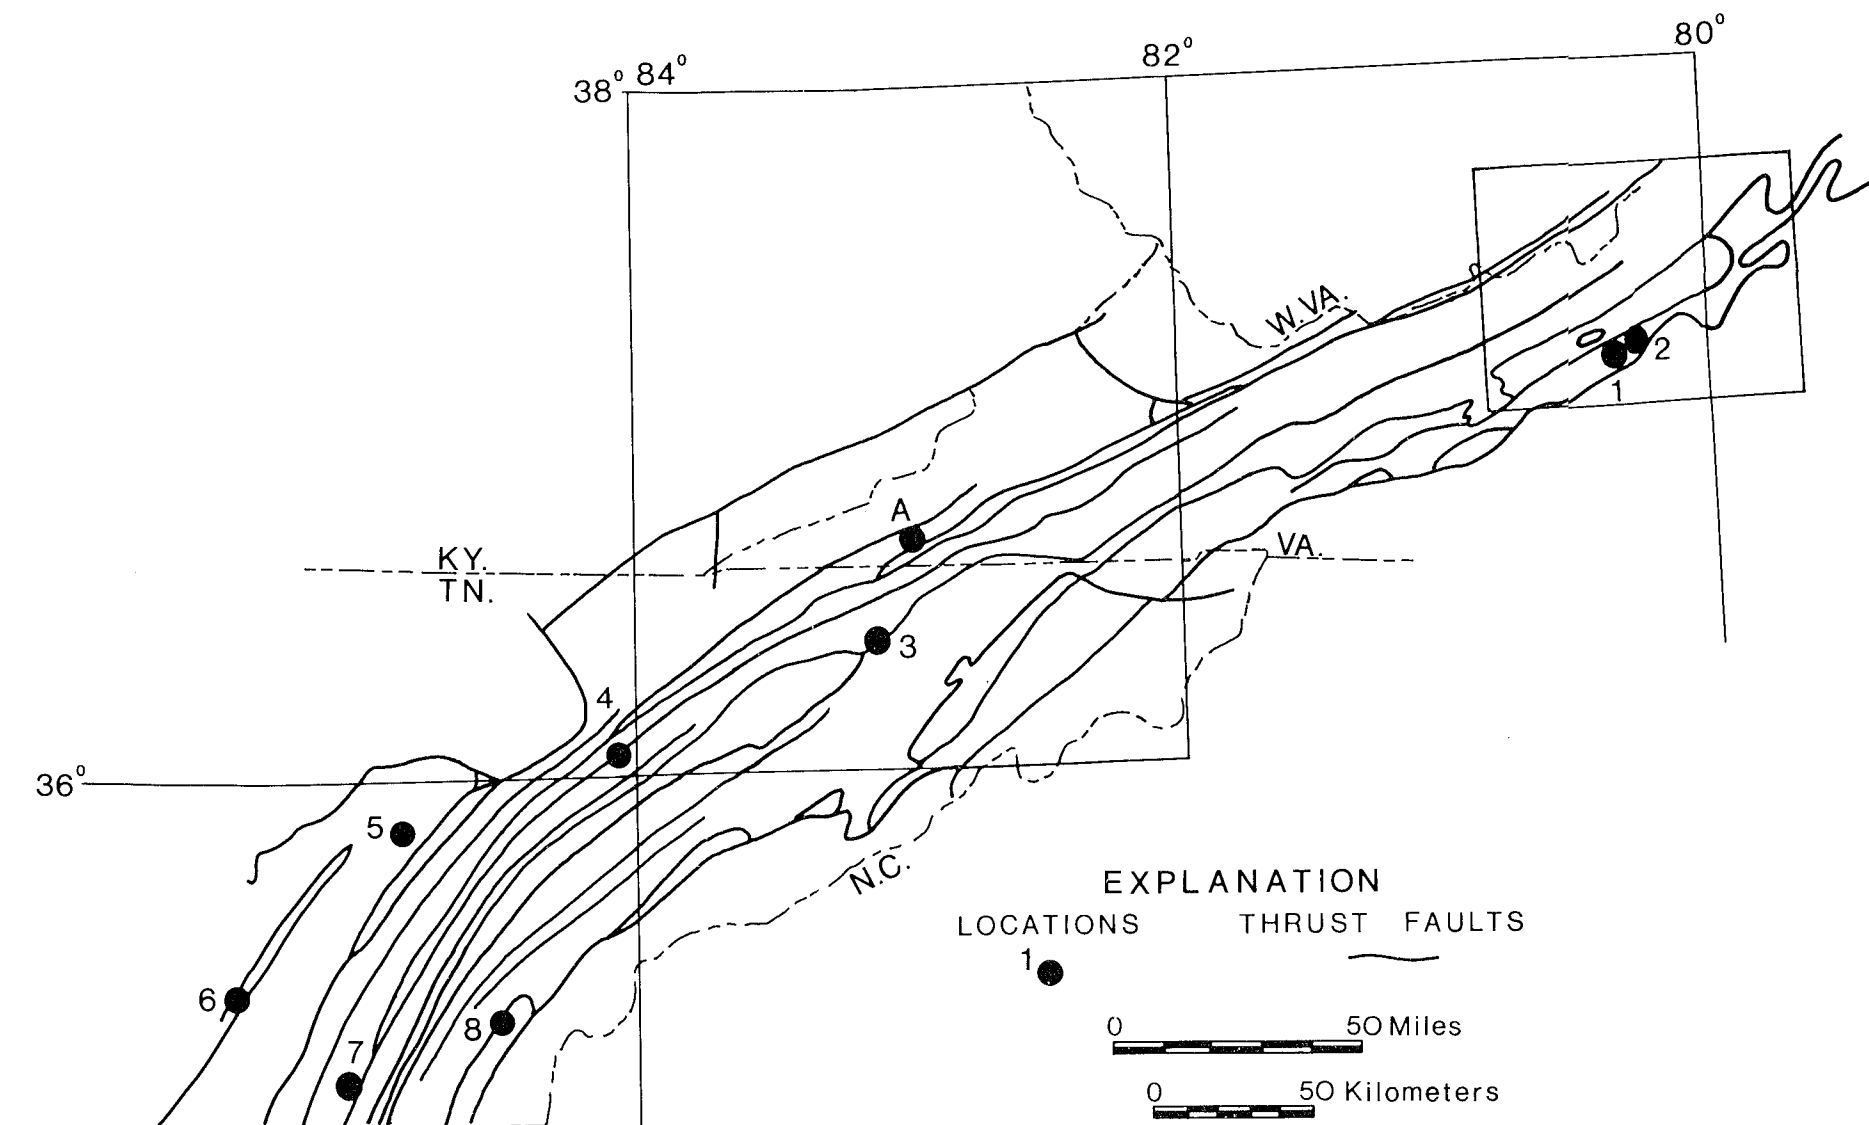 80°
82°
38° 84°
W.VA.
2
1
A
VA.
KY.
TN.
3
4
36°
5
N.C.
EXPLANATION
LOCATIONS THRUST FAULTS
1
6
8
7
0 50 Miles
0 50 Kilometers